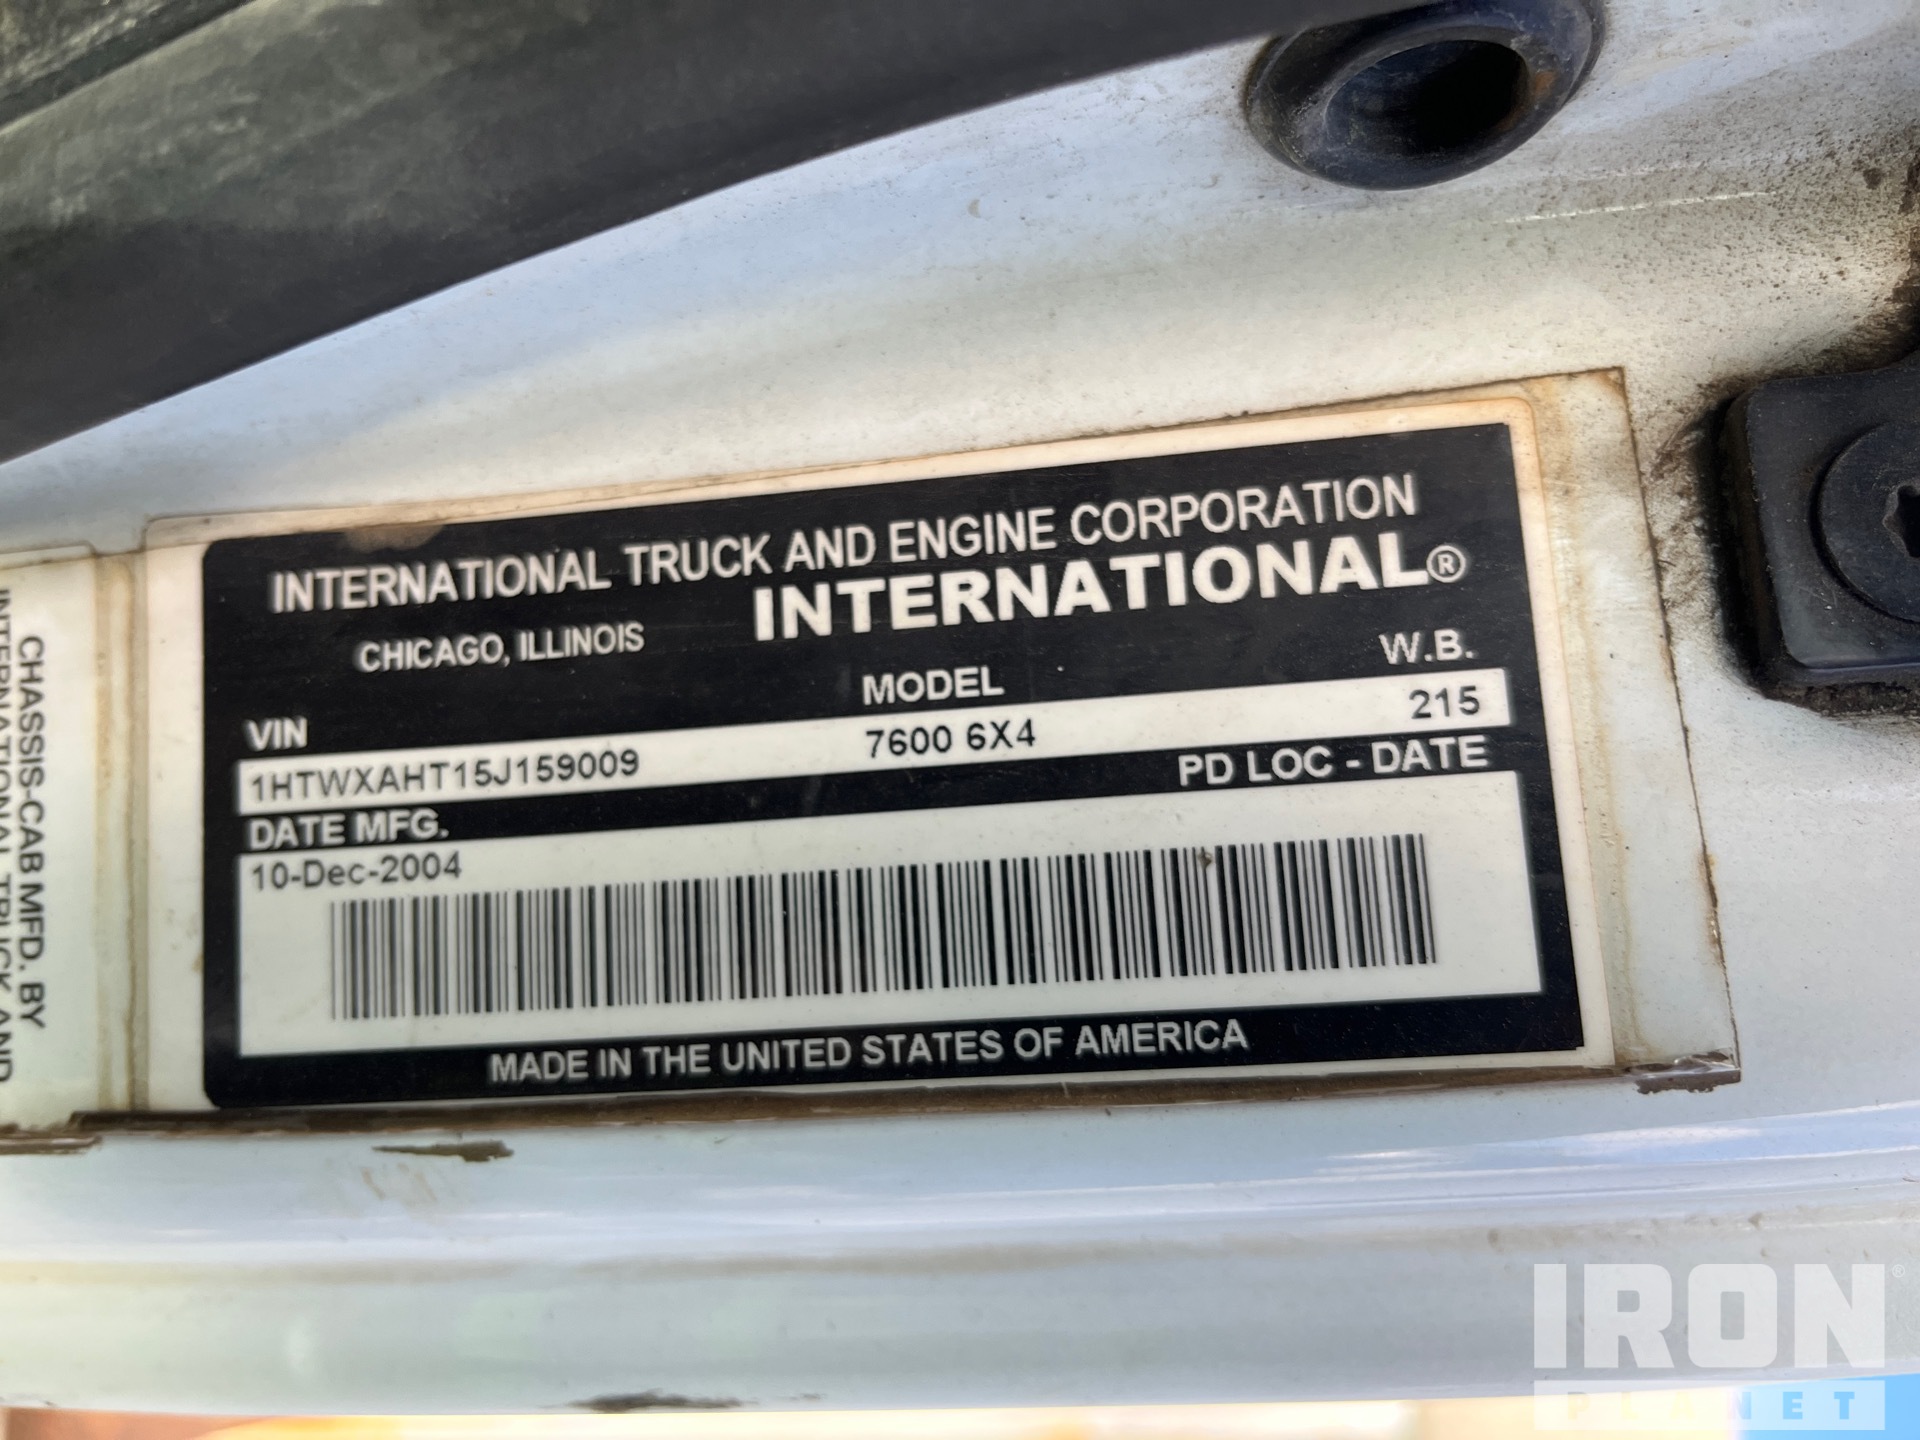 INTERNATIONAL TRUCK AND ENGINE CORPORATION
CHICAGO, ILLINOIS INTERNATIONAL®
VIN MODEL W.B.
1HTWXAHT15J159009 7600 6X4 215
DATE MFG. PD LOC - DATE
10-Dec-2004
MADE IN THE UNITED STATES OF AMERICA
CHASSIS-CAB MFD. BY
INTERNATIONAL TRUCK AND
IRON®
PLANET